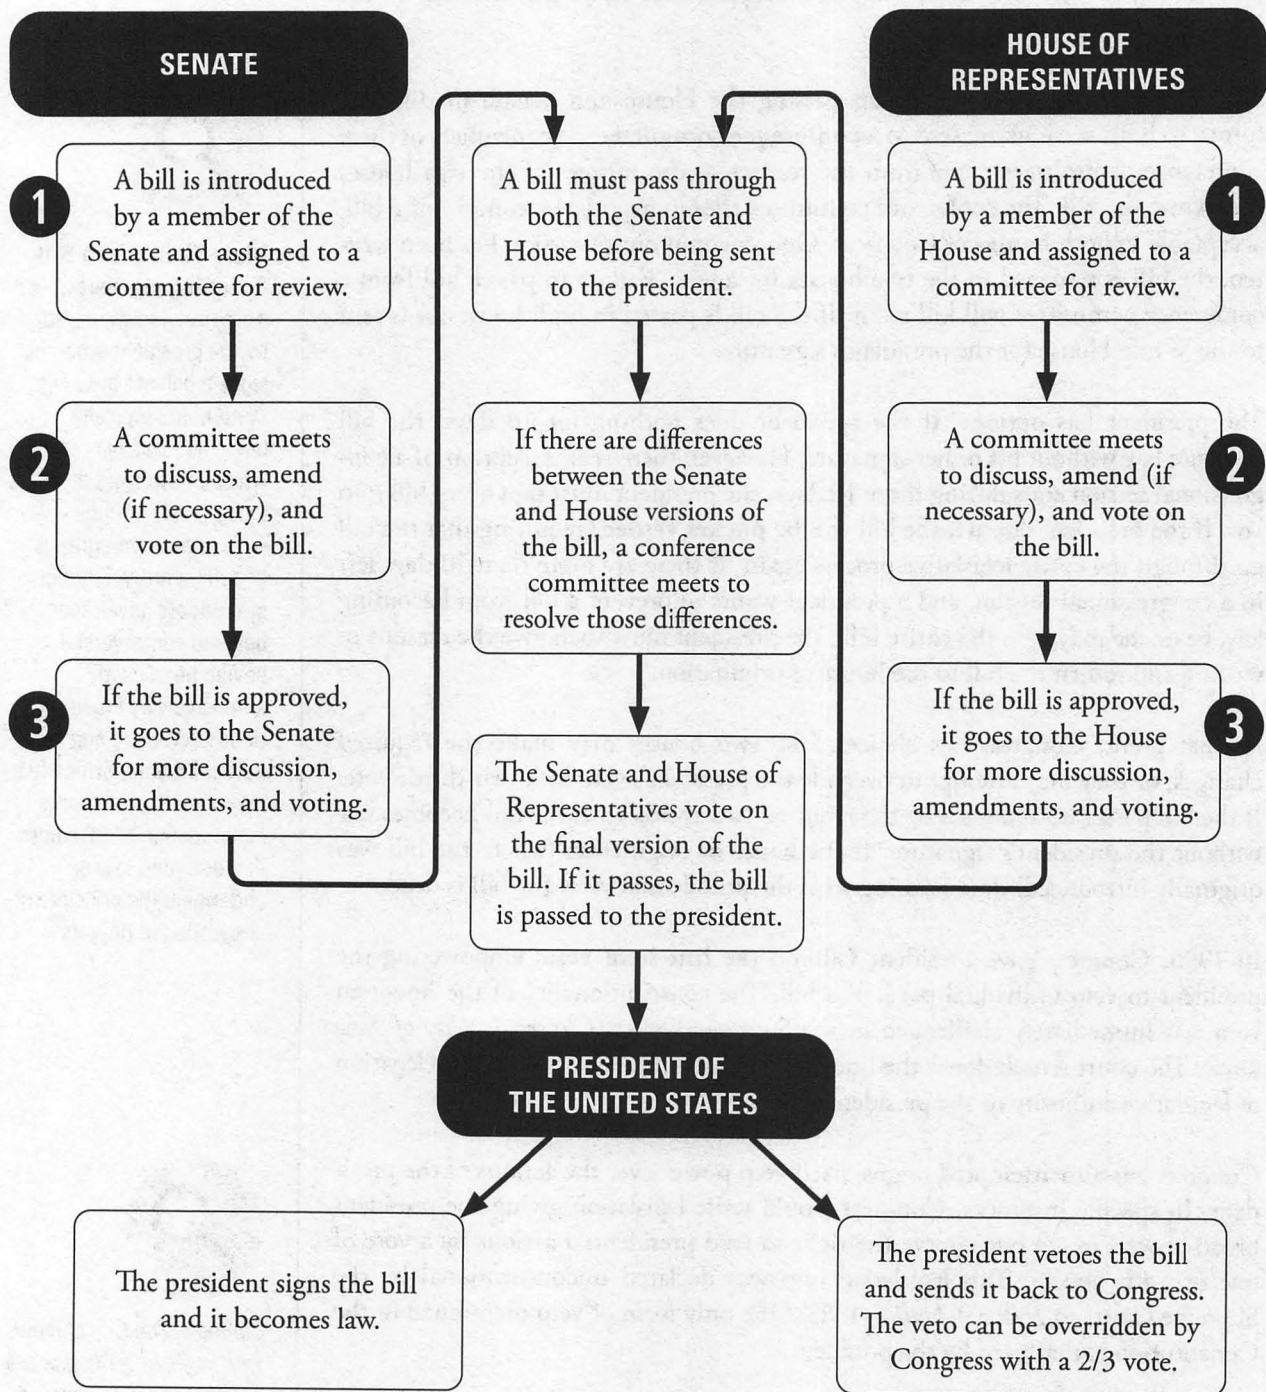 SENATE
1
A bill is introduced
by a member of the
Senate and assigned to a
committee for review.
2
A committee meets
to discuss, amend
(if necessary), and
vote on the bill.
3
If the bill is approved,
it goes to the Senate
for more discussion,
amendments, and voting.
A bill must pass through
both the Senate and
House before being sent
to the president.
If there are differences
between the Senate
and House versions of
the bill, a conference
committee meets to
resolve those differences.
The Senate and House of
Representatives vote on
the final version of the
bill. If it passes, the bill
is passed to the president.
HOUSE OF
REPRESENTATIVES
1
A bill is introduced
by a member of the
House and assigned to a
committee for review.
2
A committee meets
to discuss, amend (if
necessary), and vote on
the bill.
3
If the bill is approved,
it goes to the House
for more discussion,
amendments, and voting.
PRESIDENT OF
THE UNITED STATES
The president signs the bill
and it becomes law.
The president vetoes the bill
and sends it back to Congress.
The veto can be overridden by
Congress with a 2/3 vote.